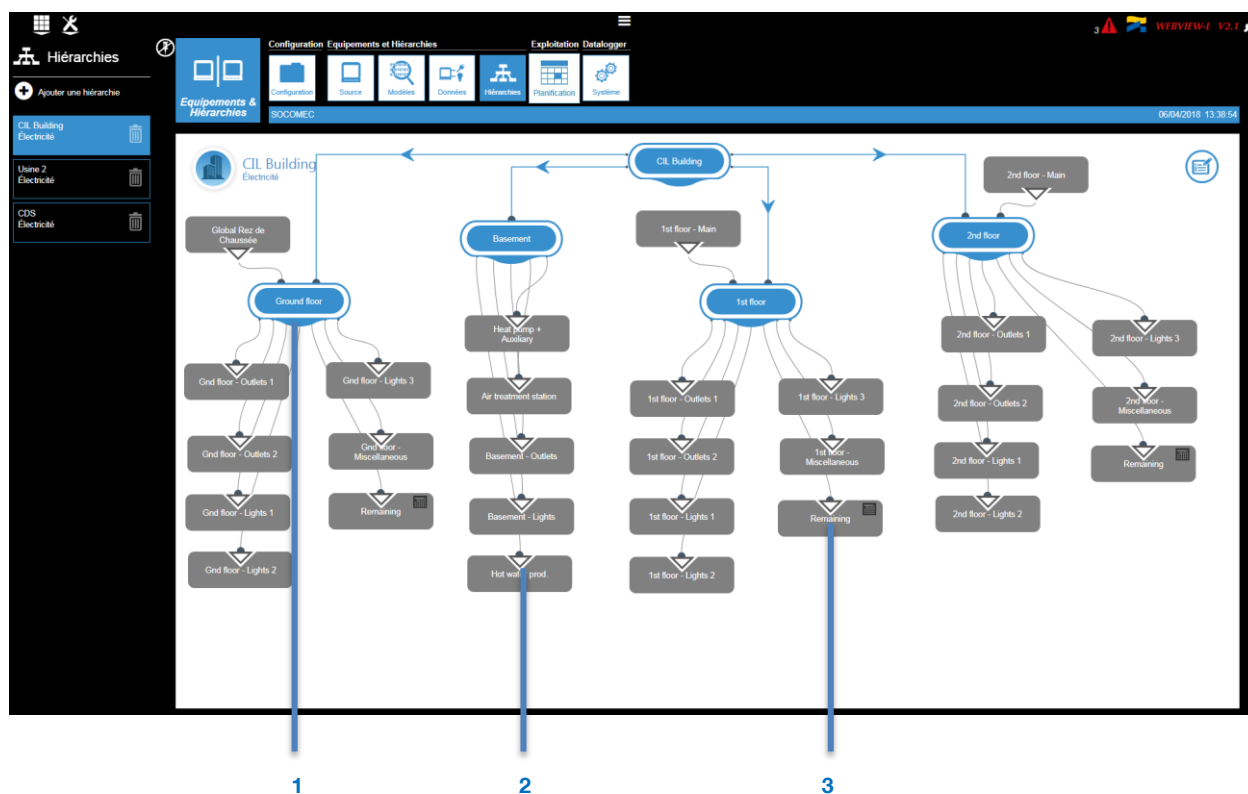 3
WEBVIEW-L V2.1
Hiérarchies
Ajouter une hiérarchie
CIL Building
Électricité
Usine 2
Électricité
CDS
Électricité
Equipements &
Hiérarchies
Configuration Equipements et Hiérarchies Exploitation Datalogger
Configuration Source Modèles Données Hiérarchies Planification Système
SOCOMEC 06/04/2018 13:38:54
CIL Building
Électricité
CIL Building
2nd floor - Main
Global Rez de
Chaussée
1st floor - Main
Basement
2nd floor
Ground floor
1st floor
Heat pump +
Auxiliary
2nd floor - Outlets 1
2nd floor - Lights 3
Gnd floor - Outlets 1
Gnd floor - Lights 3
Air treatment station
1st floor - Outlets 1
1st floor - Lights 3
2nd floor - Outlets 2
2nd floor -
Miscellaneous
Gnd floor - Outlets 2
Gnd floor -
Miscellaneous
Basement - Outlets
1st floor - Outlets 2
1st floor -
Miscellaneous
2nd floor - Lights 1
Remaining
Gnd floor - Lights 1
Remaining
Basement - Lights
1st floor - Lights 1
Remaining
2nd floor - Lights 2
Gnd floor - Lights 2
Hot water prod.
1st floor - Lights 2
1 2 3